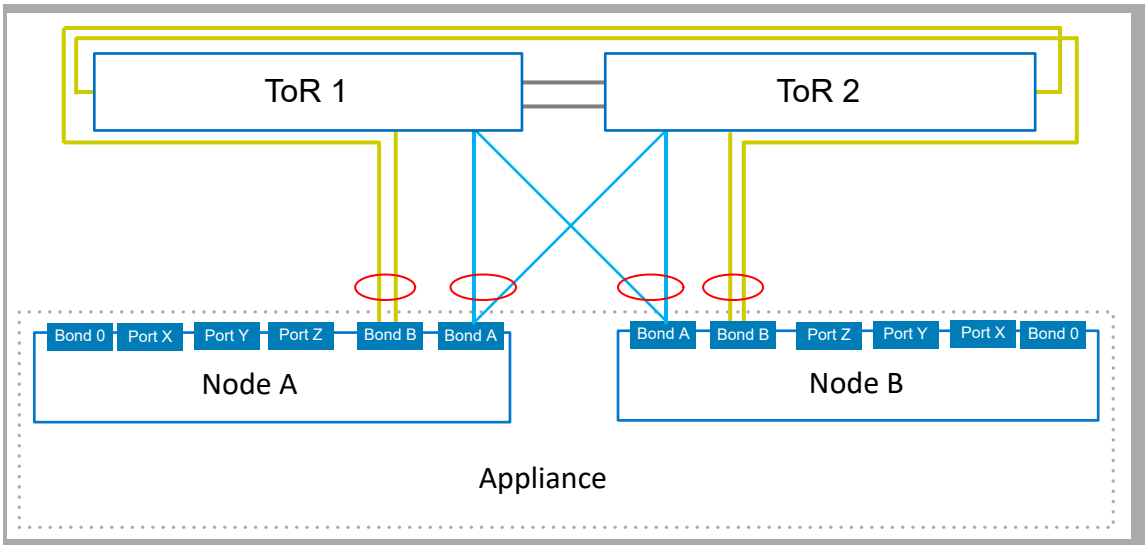 ToR 1
ToR 2
Bond 0 Port X Port Y Port Z Bond B Bond A
Bond A Bond B Port Z Port Y Port X Bond 0
Node A
Node B
Appliance